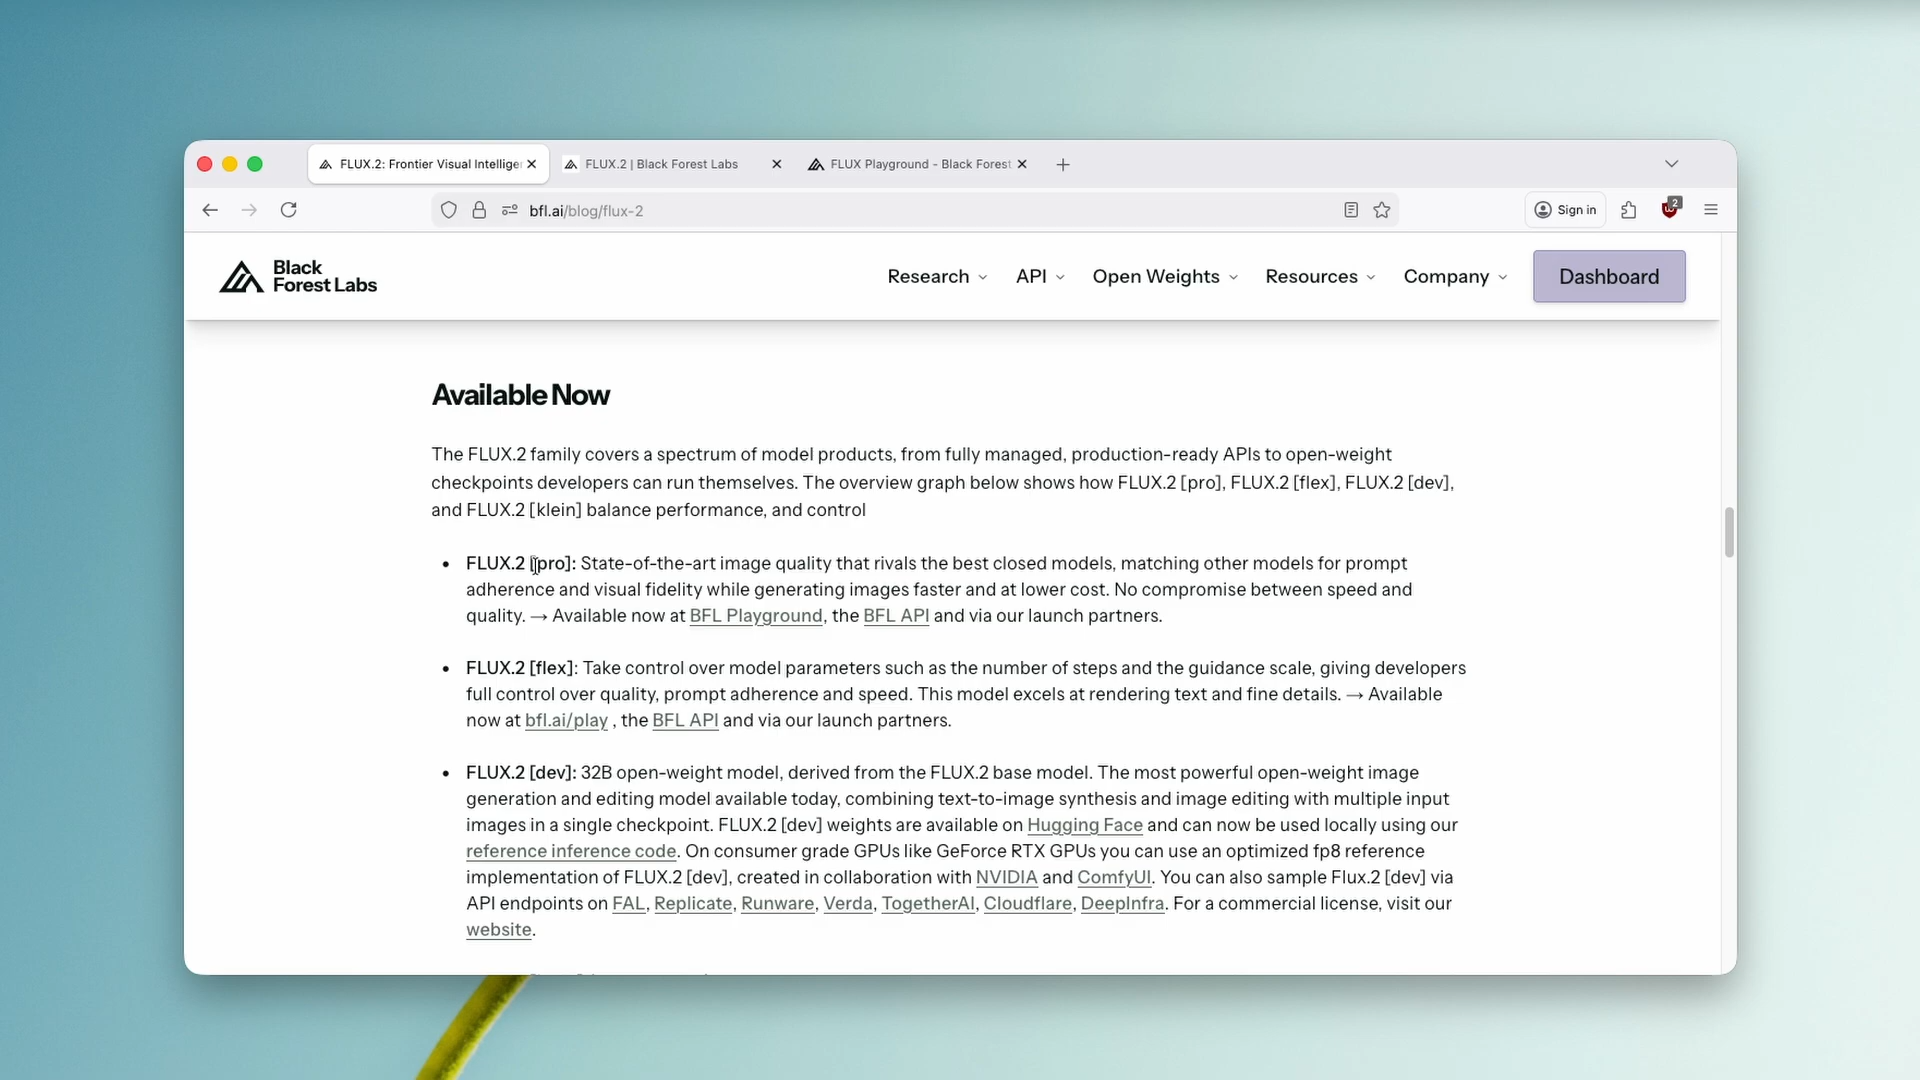 FLUX.2: Frontier Visual Intellige
FLUX.2 | Black Forest Labs
FLUX Playground - Black Forest
bfl.ai/blog/flux-2
Sign in
2
Black
Forest Labs
Research
API
Open Weights
Resources
Company
Dashboard
Available Now
The FLUX.2 family covers a spectrum of model products, from fully managed, production-ready APIs to open-weight
checkpoints developers can run themselves. The overview graph below shows how FLUX.2 [pro], FLUX.2 [flex], FLUX.2 [dev],
and FLUX.2 [klein] balance performance, and control
• FLUX.2 [pro]: State-of-the-art image quality that rivals the best closed models, matching other models for prompt
adherence and visual fidelity while generating images faster and at lower cost. No compromise between speed and
quality. → Available now at BFL Playground, the BFL API and via our launch partners.
• FLUX.2 [flex]: Take control over model parameters such as the number of steps and the guidance scale, giving developers
full control over quality, prompt adherence and speed. This model excels at rendering text and fine details. → Available
now at bfl.ai/play , the BFL API and via our launch partners.
• FLUX.2 [dev]: 32B open-weight model, derived from the FLUX.2 base model. The most powerful open-weight image
generation and editing model available today, combining text-to-image synthesis and image editing with multiple input
images in a single checkpoint. FLUX.2 [dev] weights are available on Hugging Face and can now be used locally using our
reference inference code. On consumer grade GPUs like GeForce RTX GPUs you can use an optimized fp8 reference
implementation of FLUX.2 [dev], created in collaboration with NVIDIA and ComfyUI. You can also sample Flux.2 [dev] via
API endpoints on FAL, Replicate, Runware, Verda, TogetherAI, Cloudflare, DeepInfra. For a commercial license, visit our
website.